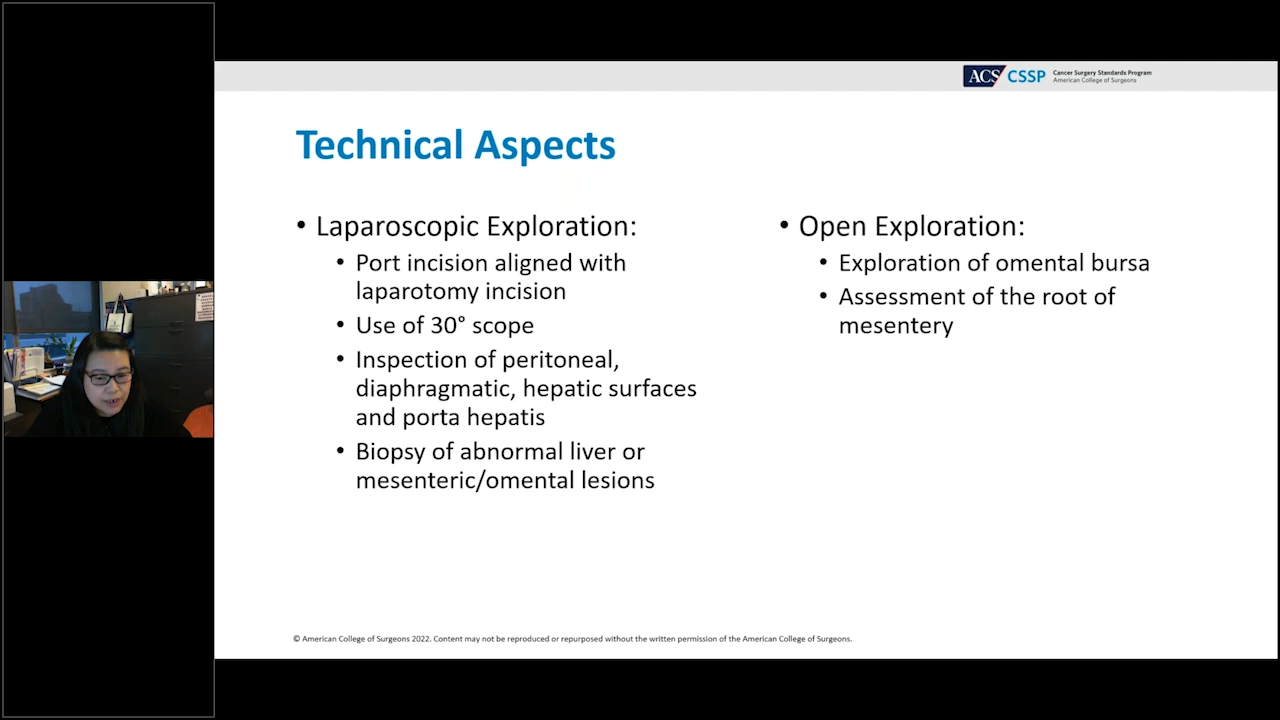 ACS CSSP Cancer Surgery Standards Program
American College of Surgeons
Technical Aspects
• Laparoscopic Exploration:
• Port incision aligned with
laparotomy incision
• Use of 30° scope
• Inspection of peritoneal,
diaphragmatic, hepatic surfaces
and porta hepatis
• Biopsy of abnormal liver or
mesenteric/omental lesions
• Open Exploration:
• Exploration of omental bursa
• Assessment of the root of
mesentery
© American College of Surgeons 2022. Content may not be reproduced or repurposed without the written permission of the American College of Surgeons.